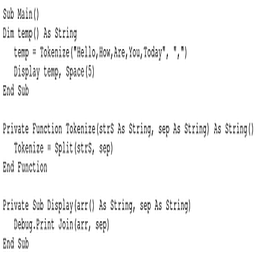 Sub Main()
Dim temp() As String
temp = Tokenize("Hello,How,Are,You,Today", ",")
Display temp, Space(5)
End Sub
Private Function Tokenize(strS As String, sep As String) As String()
Tokenize = Split(strS, sep)
End Function
Private Sub Display(arr() As String, sep As String)
Debug.Print Join(arr, sep)
End Sub